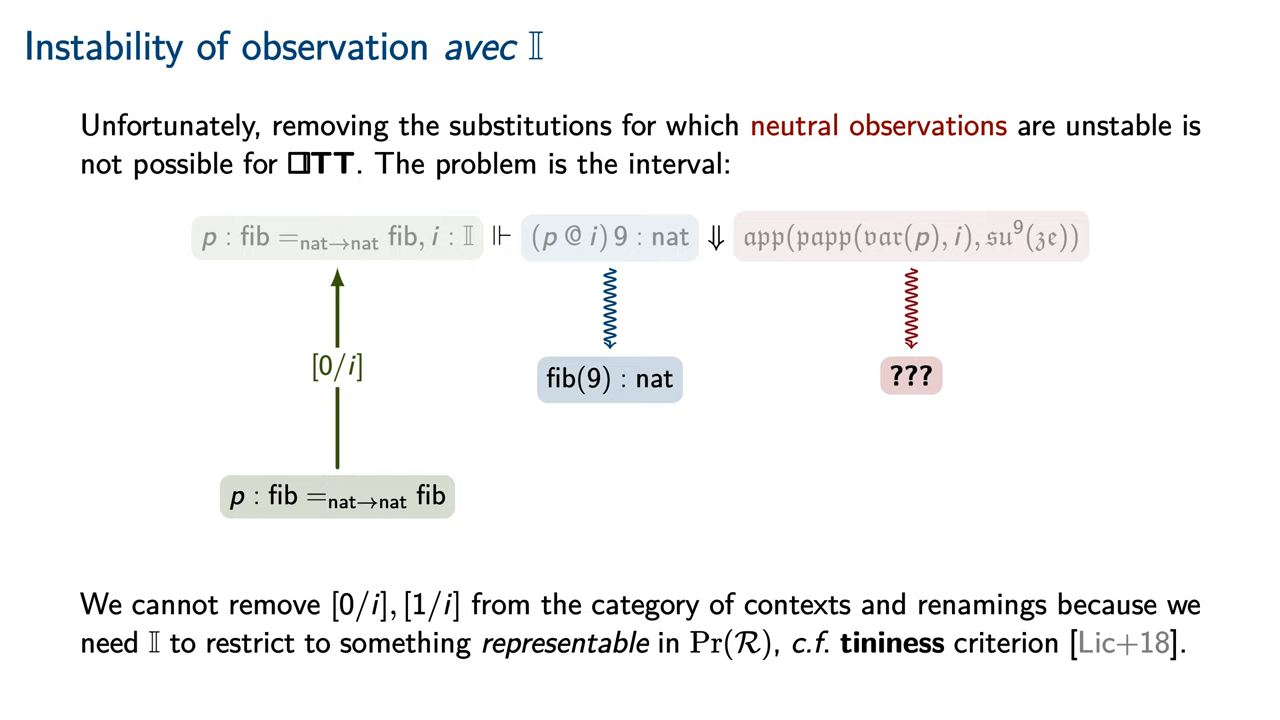 Instability of observation avec 𝕀
Unfortunately, removing the substitutions for which neutral observations are unstable is
not possible for □TT. The problem is the interval:
p : fib =nat→nat fib, i : 𝕀 ⊩ (p @ i) 9 : nat ⇓ 𝔞𝔭𝔭(𝔭𝔞𝔭𝔭(𝔳𝔞𝔯(p), i), 𝔰𝔲⁹(𝔷𝔢))
[0/i]
fib(9) : nat
???
p : fib =nat→nat fib
We cannot remove [0/i], [1/i] from the category of contexts and renamings because we
need 𝕀 to restrict to something representable in Pr(ℛ), c.f. tininess criterion [Lic+18].